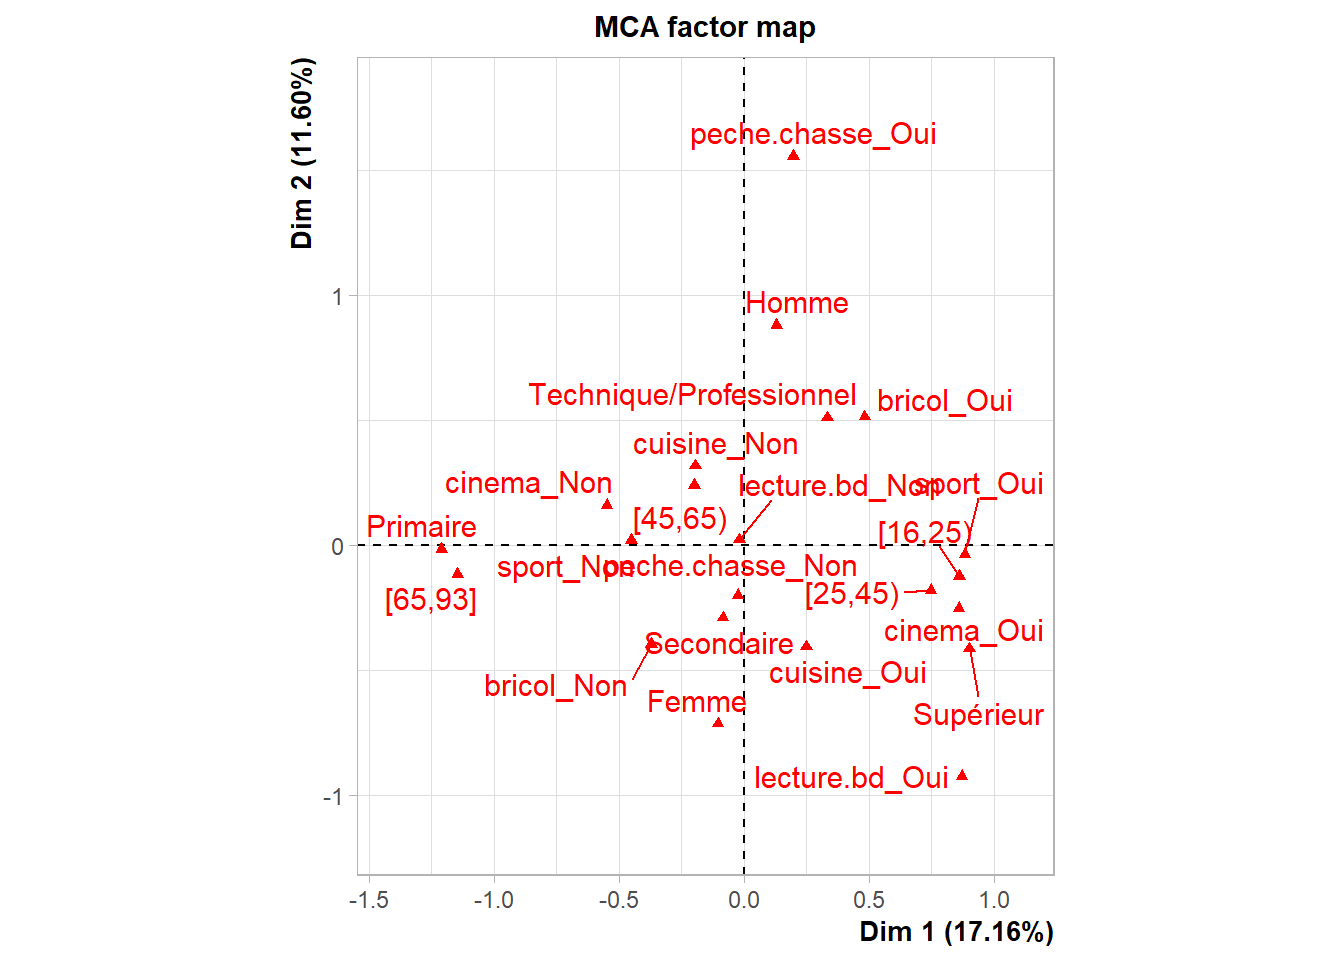 MCA factor map
Dim 2 (11.60%)
peche.chasse_Oui
1
Homme
Technique/Professionnel
bricol_Oui
cuisine_Non
cinema_Non
lecture.bd_Non
sport_Oui
[45,65)
Primaire
[16,25)
0
sport_Non
peche.chasse_Non
[65,93]
[25,45)
cinema_Oui
Secondaire
cuisine_Oui
bricol_Non
Femme
Supérieur
lecture.bd_Oui
-1
-1.5 -1.0 -0.5 0.0 0.5 1.0
Dim 1 (17.16%)